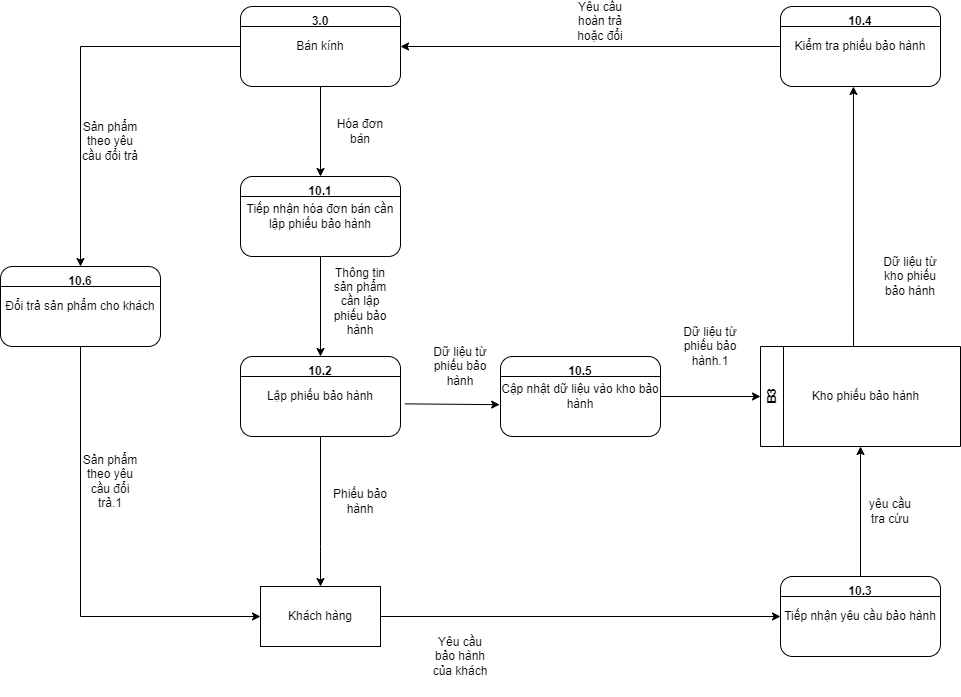 3.0
Bán kính
Yêu cầu
hoàn trả
hoặc đổi
10.4
Kiểm tra phiếu bảo hành
Sản phẩm
theo yêu
cầu đổi trả
Hóa đơn
bán
10.1
Tiếp nhận hóa đơn bán cần
lập phiếu bảo hành
10.6
Đổi trả sản phẩm cho khách
Thông tin
sản phẩm
cần lập
phiếu bảo
hành
Dữ liệu từ
kho phiếu
bảo hành
10.2
Lập phiếu bảo hành
Dữ liệu từ
phiếu bảo
hành
10.5
Cập nhật dữ liệu vào kho bảo
hành
Dữ liệu từ
phiếu bảo
hành.1
B3
Kho phiếu bảo hành
Sản phẩm
theo yêu
cầu đổi
trả.1
Phiếu bảo
hành
yêu cầu
tra cứu
Khách hàng
Yêu cầu
bảo hành
của khách
10.3
Tiếp nhận yêu cầu bảo hành